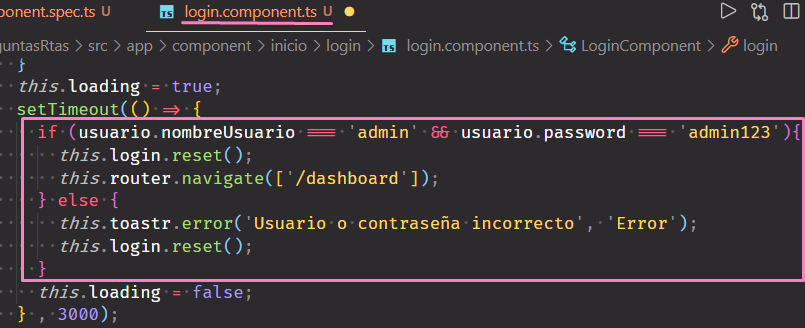 ponent.spec.ts U login.component.ts U
guntasRtas > src > app > component > inicio > login > login.component.ts > LoginComponent > login
}
this.loading = true;
setTimeout(() => {
if (usuario.nombreUsuario === 'admin' && usuario.password === 'admin123'){
this.login.reset();
this.router.navigate(['/dashboard']);
} else {
this.toastr.error('Usuario o contraseña incorrecto', 'Error');
this.login.reset();
}
this.loading = false;
} , 3000);